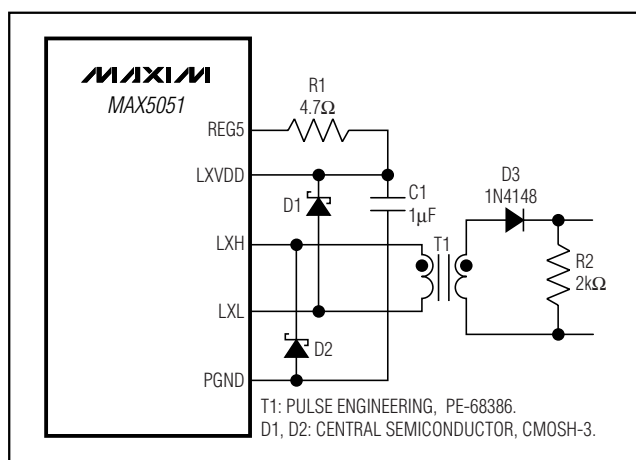 MAXIM
MAX5051
REG5
LXVDD
LXH
LXL
PGND
R1
4.7Ω
D1
C1
1μF
D2
T1
D3
1N4148
R2
2kΩ
T1: PULSE ENGINEERING, PE-68386.
D1, D2: CENTRAL SEMICONDUCTOR, CMOSH-3.